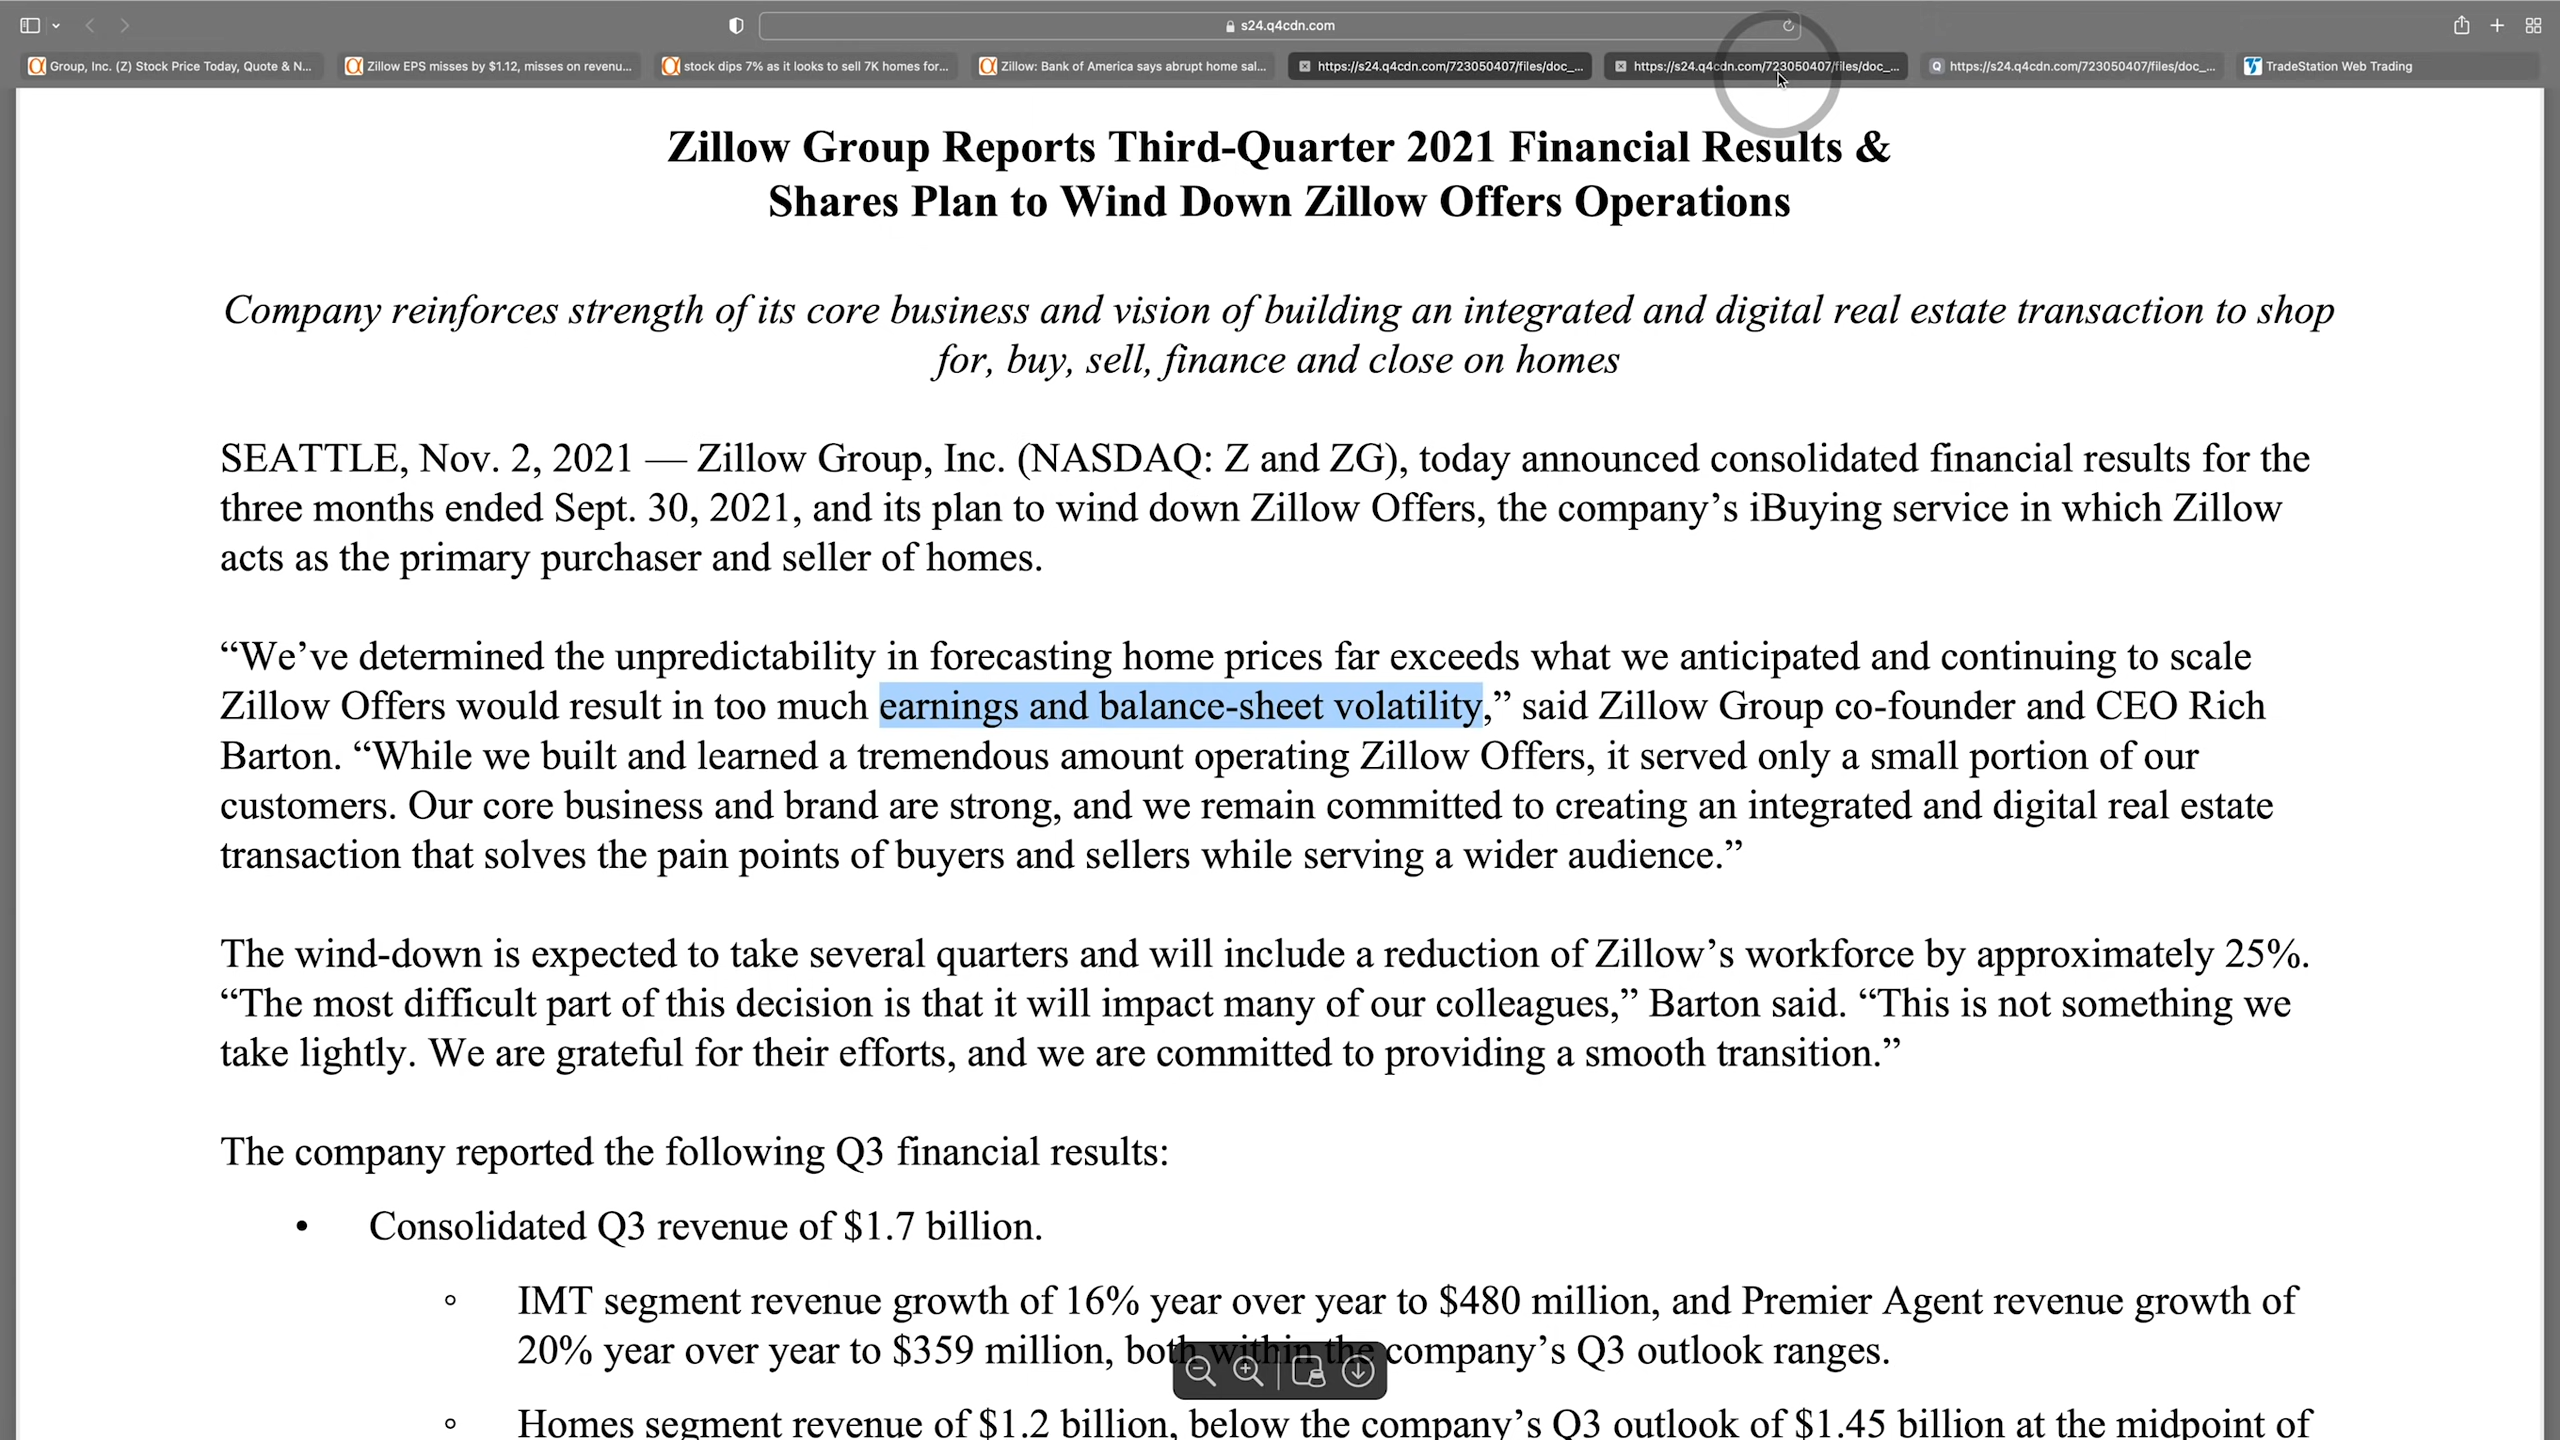 s24.q4cdn.com
Group, Inc. (Z) Stock Price Today, Quote & N...
Zillow EPS misses by $1.12, misses on revenu...
stock dips 7% as it looks to sell 7K homes for...
Zillow: Bank of America says abrupt home sal...
https://s24.q4cdn.com/723050407/files/doc_...
https://s24.q4cdn.com/723050407/files/doc_...
Q https://s24.q4cdn.com/723050407/files/doc_...
TradeStation Web Trading
Zillow Group Reports Third-Quarter 2021 Financial Results &
Shares Plan to Wind Down Zillow Offers Operations
Company reinforces strength of its core business and vision of building an integrated and digital real estate transaction to shop
for, buy, sell, finance and close on homes
SEATTLE, Nov. 2, 2021 — Zillow Group, Inc. (NASDAQ: Z and ZG), today announced consolidated financial results for the
three months ended Sept. 30, 2021, and its plan to wind down Zillow Offers, the company’s iBuying service in which Zillow
acts as the primary purchaser and seller of homes.
“We’ve determined the unpredictability in forecasting home prices far exceeds what we anticipated and continuing to scale
Zillow Offers would result in too much earnings and balance-sheet volatility,” said Zillow Group co-founder and CEO Rich
Barton. “While we built and learned a tremendous amount operating Zillow Offers, it served only a small portion of our
customers. Our core business and brand are strong, and we remain committed to creating an integrated and digital real estate
transaction that solves the pain points of buyers and sellers while serving a wider audience.”
The wind-down is expected to take several quarters and will include a reduction of Zillow’s workforce by approximately 25%.
“The most difficult part of this decision is that it will impact many of our colleagues,” Barton said. “This is not something we
take lightly. We are grateful for their efforts, and we are committed to providing a smooth transition.”
The company reported the following Q3 financial results:
• Consolidated Q3 revenue of $1.7 billion.
◦ IMT segment revenue growth of 16% year over year to $480 million, and Premier Agent revenue growth of
20% year over year to $359 million, both within the company’s Q3 outlook ranges.
◦ Homes segment revenue of $1.2 billion, below the company’s Q3 outlook of $1.45 billion at the midpoint of